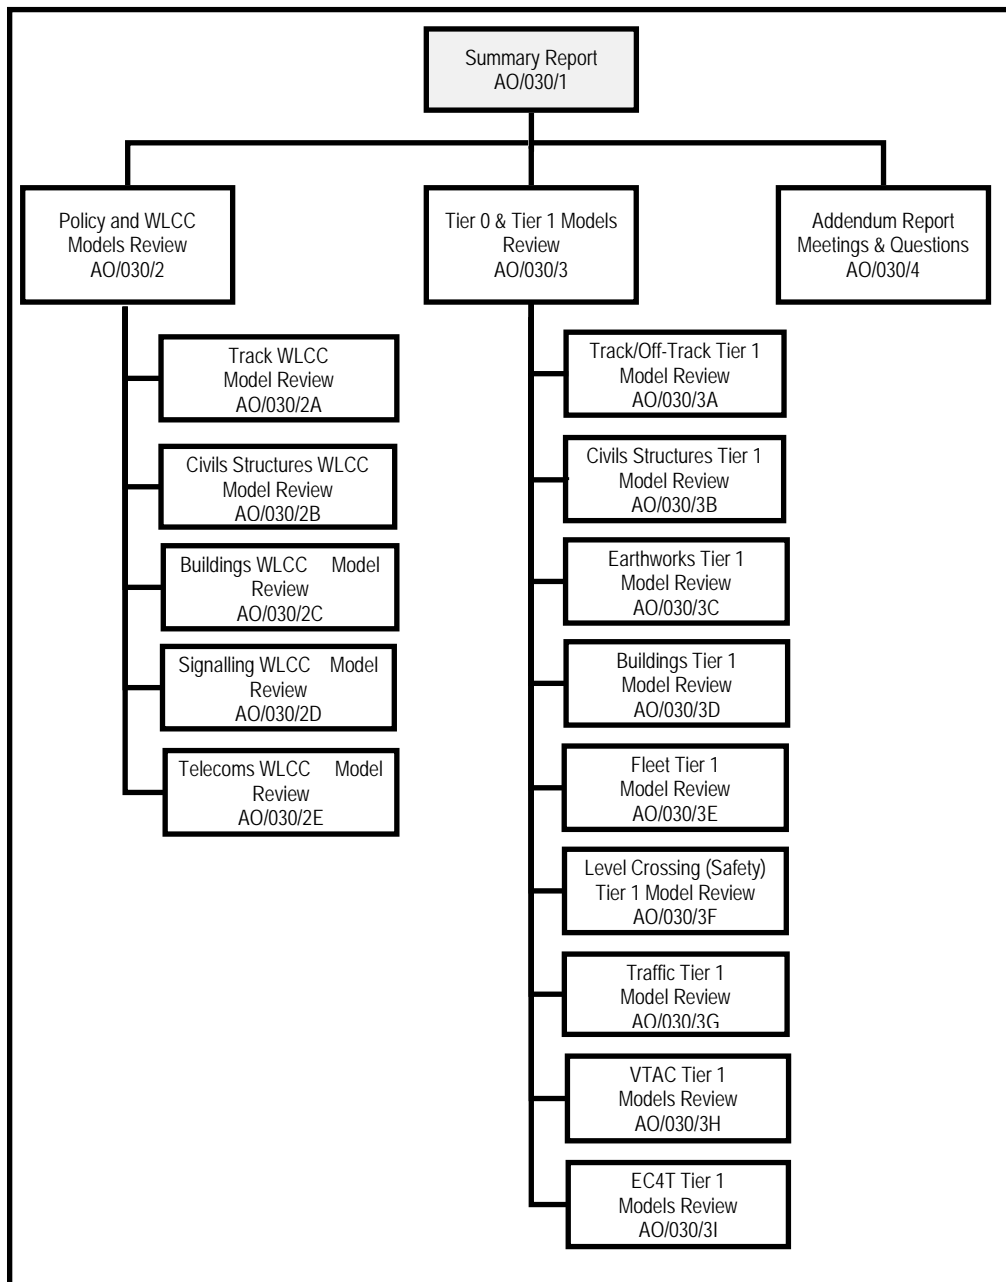 Summary Report
AO/030/1
Policy and WLCC
Models Review
AO/030/2
Tier 0 & Tier 1 Models
Review
AO/030/3
Addendum Report
Meetings & Questions
AO/030/4
Track WLCC
Model Review
AO/030/2A
Civils Structures WLCC
Model Review
AO/030/2B
Buildings WLCC Model
Review
AO/030/2C
Signalling WLCC Model
Review
AO/030/2D
Telecoms WLCC Model
Review
AO/030/2E
Track/Off-Track Tier 1
Model Review
AO/030/3A
Civils Structures Tier 1
Model Review
AO/030/3B
Earthworks Tier 1
Model Review
AO/030/3C
Buildings Tier 1
Model Review
AO/030/3D
Fleet Tier 1
Model Review
AO/030/3E
Level Crossing (Safety)
Tier 1 Model Review
AO/030/3F
Traffic Tier 1
Model Review
AO/030/3G
VTAC Tier 1
Models Review
AO/030/3H
EC4T Tier 1
Models Review
AO/030/3I